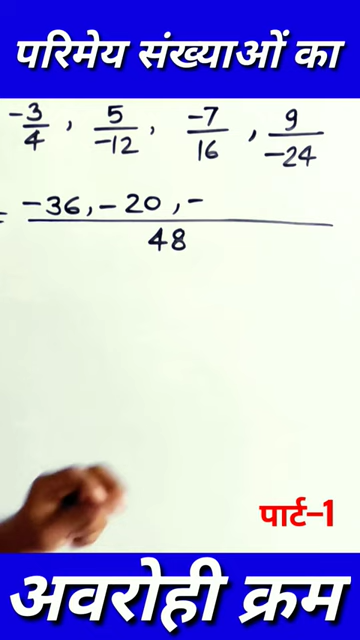 परिमेय संख्याओं का
-3/4 , 5/-12 , -7/16 , 9/-24
= -36, -20, - / 48
पार्ट-1
अवरोही क्रम